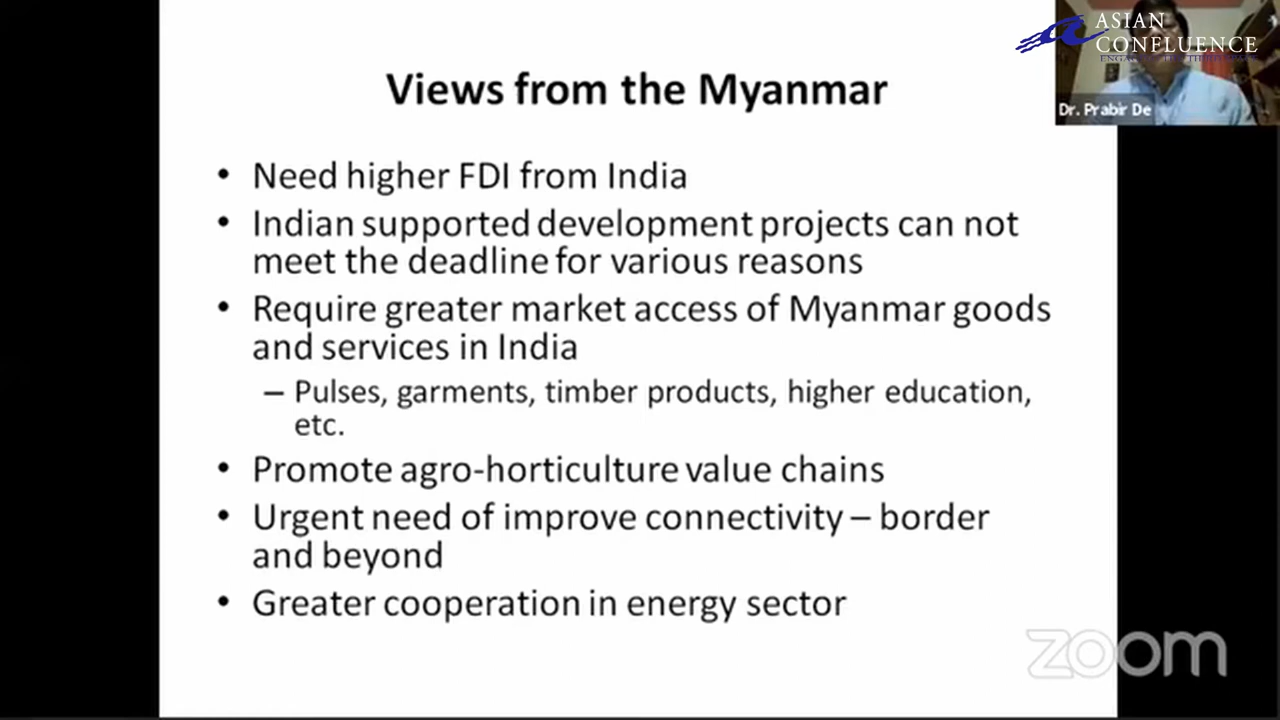 ASIAN
CONFLUENCE
Dr. Prabir De
Views from the Myanmar
• Need higher FDI from India
• Indian supported development projects can not
meet the deadline for various reasons
• Require greater market access of Myanmar goods
and services in India
– Pulses, garments, timber products, higher education,
etc.
• Promote agro-horticulture value chains
• Urgent need of improve connectivity – border
and beyond
• Greater cooperation in energy sector
zoom